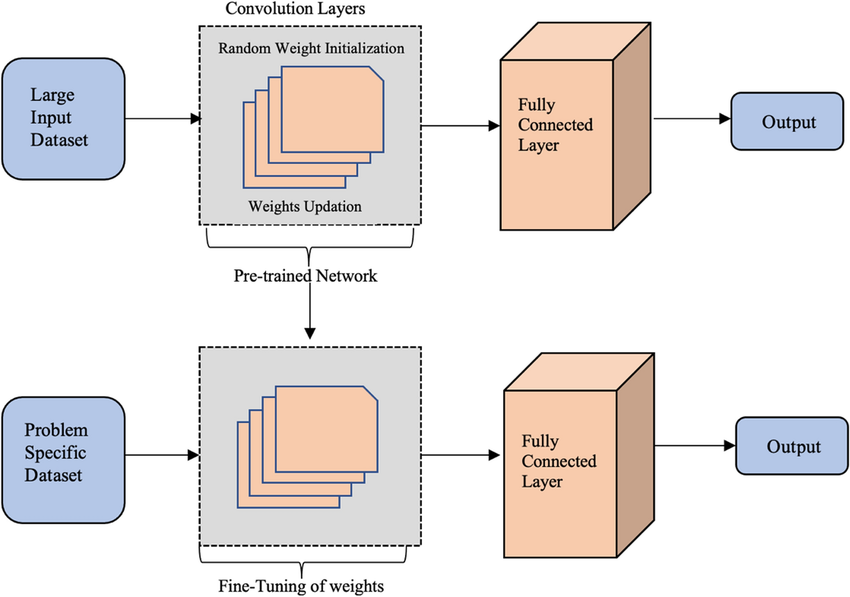 Convolution Layers
Random Weight Initialization
Large
Input
Dataset
Fully
Connected
Layer
Output
Weights Updation
Pre-trained Network
Problem
Specific
Dataset
Fully
Connected
Layer
Output
Fine-Tuning of weights